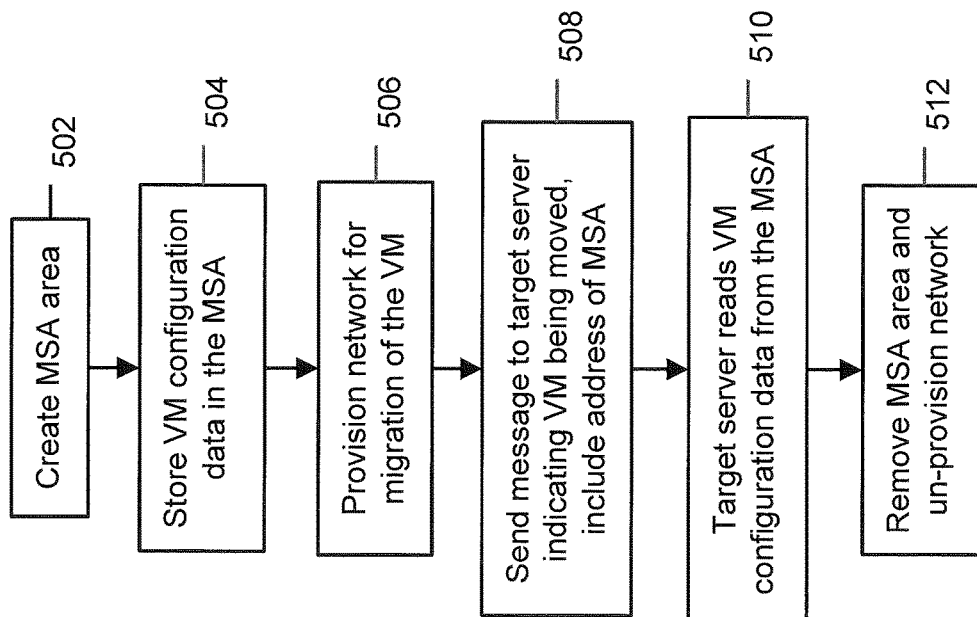 Create MSA area
502
Store VM configuration
data in the MSA
504
Provision network for
migration of the VM
506
Send message to target server
indicating VM being moved,
include address of MSA
508
Target server reads VM
configuration data from the MSA
510
Remove MSA area and
un-provision network
512